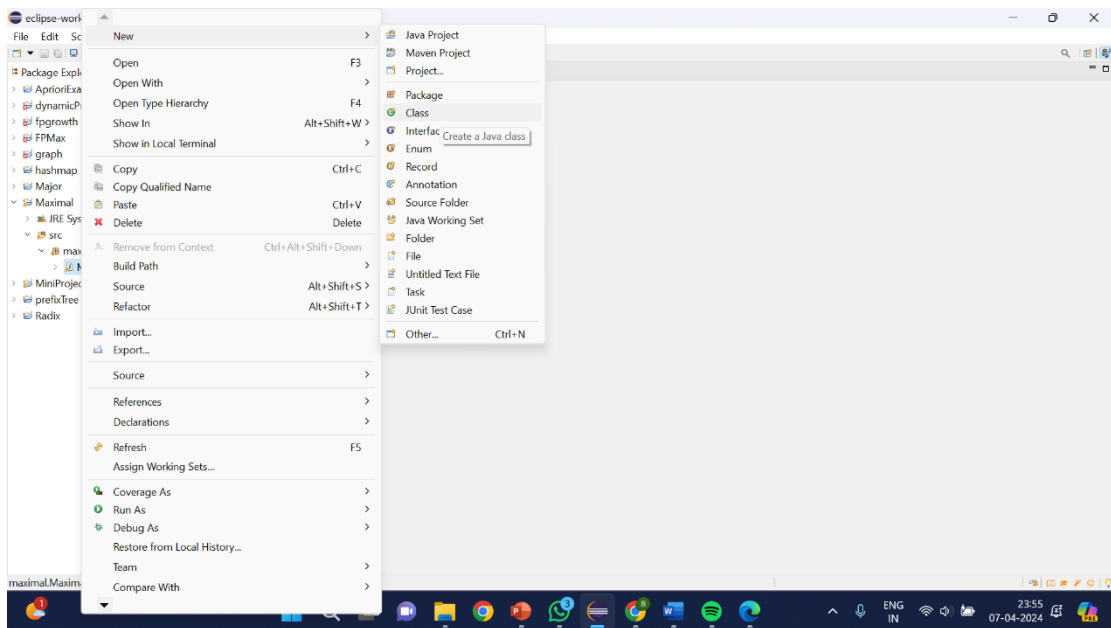 eclipse-work
File Edit Sc
Package Expl
AprioriExa
dynamicPr
fpgrowth
FPMax
graph
hashmap
Major
Maximal
JRE Sys
src
max
M
MiniProjec
prefixTree
Radix
maximal.Maxim
New
Open F3
Open With
Open Type Hierarchy F4
Show In Alt+Shift+W
Show in Local Terminal
Copy Ctrl+C
Copy Qualified Name
Paste Ctrl+V
Delete Delete
Remove from Context Ctrl+Alt+Shift+Down
Build Path
Source Alt+Shift+S
Refactor Alt+Shift+T
Import...
Export...
Source
References
Declarations
Refresh F5
Assign Working Sets...
Coverage As
Run As
Debug As
Restore from Local History...
Team
Compare With
Java Project
Maven Project
Project...
Package
Class
Interfac
Create a Java class
Enum
Record
Annotation
Source Folder
Java Working Set
Folder
File
Untitled Text File
Task
JUnit Test Case
Other... Ctrl+N
1
3
ENG
IN
23:55
07-04-2024
PRE